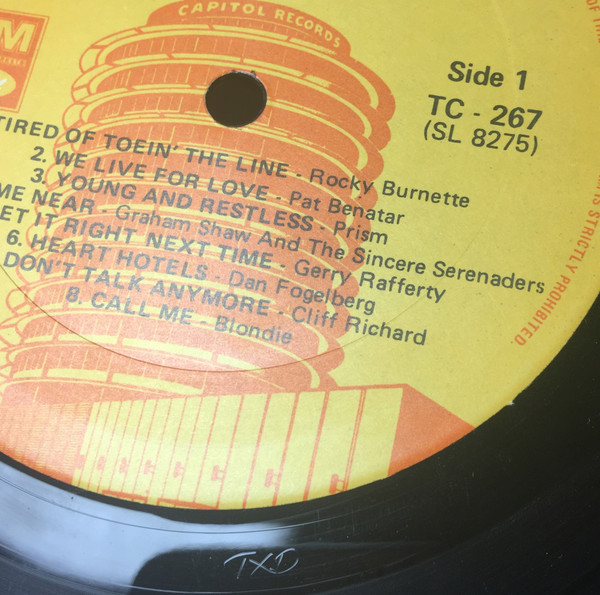 M
CAPITOL RECORDS
Side 1
TC - 267
(SL 8275)
TIRED OF TOEIN' THE LINE - Rocky Burnette
2. WE LIVE FOR LOVE - Pat Benatar
3. YOUNG AND RESTLESS - Prism
ME NEAR - Graham Shaw And The Sincere Serenaders
ET IT RIGHT NEXT TIME - Gerry Rafferty
6. HEART HOTELS - Dan Fogelberg
DON'T TALK ANYMORE - Cliff Richard
8. CALL ME - Blondie
IS STRICTLY PROHIBITED.
TXD